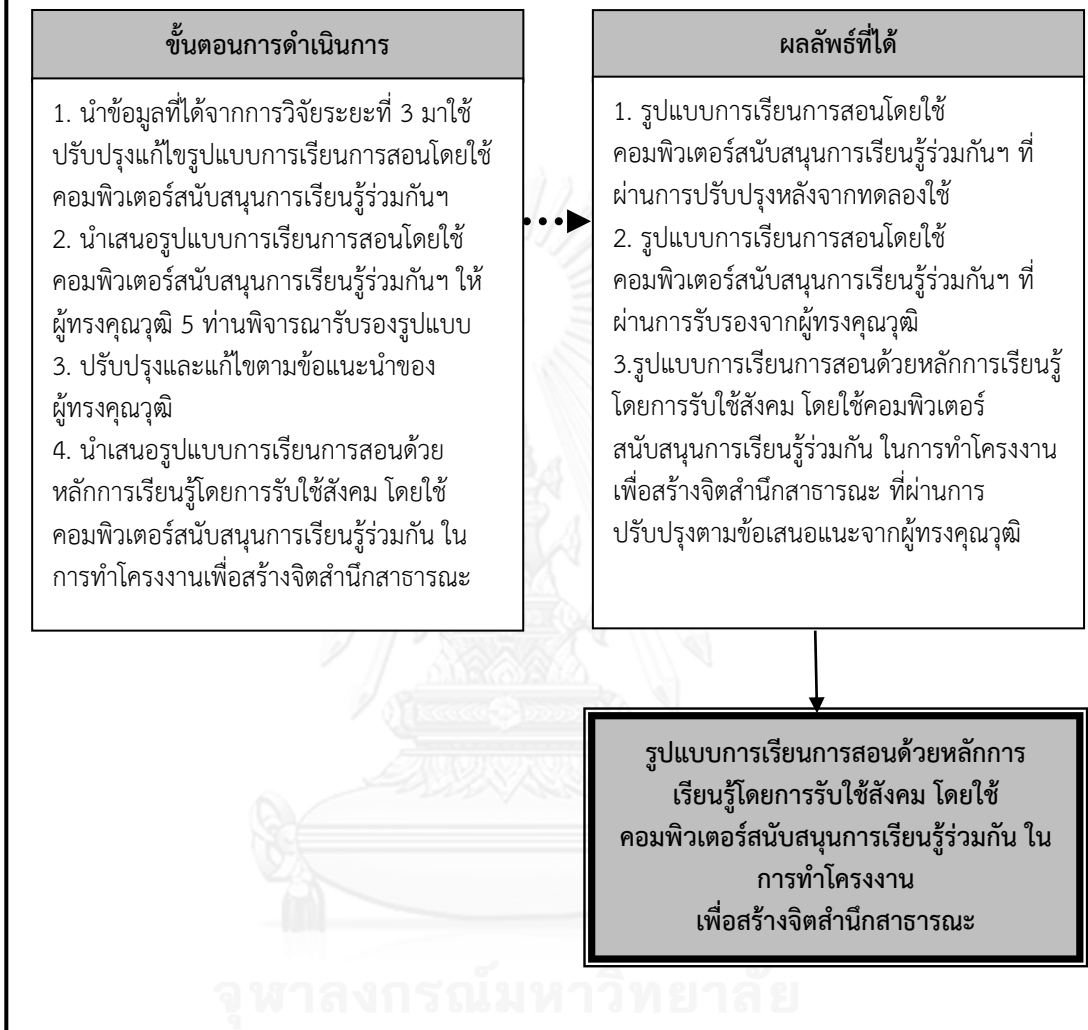 ขั้นตอนการดำเนินการ
1. นำข้อมูลที่ได้จากการวิจัยระยะที่ 3 มาใช้
ปรับปรุงแก้ไขรูปแบบการเรียนการสอนโดยใช้
คอมพิวเตอร์สนับสนุนการเรียนรู้ร่วมกันฯ
2. นำเสนอรูปแบบการเรียนการสอนโดยใช้
คอมพิวเตอร์สนับสนุนการเรียนรู้ร่วมกันฯ ให้
ผู้ทรงคุณวุฒิ 5 ท่านพิจารณารับรองรูปแบบ
3. ปรับปรุงและแก้ไขตามข้อแนะนำของ
ผู้ทรงคุณวุฒิ
4. นำเสนอรูปแบบการเรียนการสอนด้วย
หลักการเรียนรู้โดยการรับใช้สังคม โดยใช้
คอมพิวเตอร์สนับสนุนการเรียนรู้ร่วมกัน ใน
การทำโครงงานเพื่อสร้างจิตสำนึกสาธารณะ
ผลลัพธ์ที่ได้
1. รูปแบบการเรียนการสอนโดยใช้
คอมพิวเตอร์สนับสนุนการเรียนรู้ร่วมกันฯ ที่
ผ่านการปรับปรุงหลังจากทดลองใช้
2. รูปแบบการเรียนการสอนโดยใช้
คอมพิวเตอร์สนับสนุนการเรียนรู้ร่วมกันฯ ที่
ผ่านการรับรองจากผู้ทรงคุณวุฒิ
3.รูปแบบการเรียนการสอนด้วยหลักการเรียนรู้
โดยการรับใช้สังคม โดยใช้คอมพิวเตอร์
สนับสนุนการเรียนรู้ร่วมกัน ในการทำโครงงาน
เพื่อสร้างจิตสำนึกสาธารณะ ที่ผ่านการ
ปรับปรุงตามข้อเสนอแนะจากผู้ทรงคุณวุฒิ
รูปแบบการเรียนการสอนด้วยหลักการ
เรียนรู้โดยการรับใช้สังคม โดยใช้
คอมพิวเตอร์สนับสนุนการเรียนรู้ร่วมกัน ใน
การทำโครงงาน
เพื่อสร้างจิตสำนึกสาธารณะ
จุฬาลงกรณ์มหาวิทยาลัย